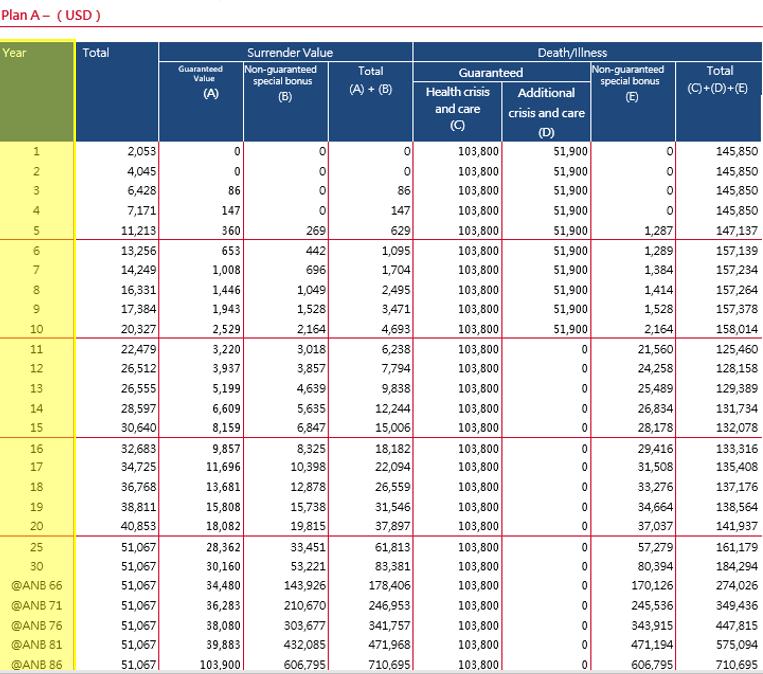 Plan A – ( USD )
Year Total Surrender Value Death/Illness
Guaranteed Value (A) Non-guaranteed special bonus (B) Total (A) + (B) Guaranteed Non-guaranteed special bonus (E) Total (C)+(D)+(E)
Health crisis and care (C) Additional crisis and care (D)
1 2,053 0 0 0 103,800 51,900 0 145,850
2 4,045 0 0 0 103,800 51,900 0 145,850
3 6,428 86 0 86 103,800 51,900 0 145,850
4 7,171 147 0 147 103,800 51,900 0 145,850
5 11,213 360 269 629 103,800 51,900 1,287 147,137
6 13,256 653 442 1,095 103,800 51,900 1,289 157,139
7 14,249 1,008 696 1,704 103,800 51,900 1,384 157,234
8 16,331 1,446 1,049 2,495 103,800 51,900 1,414 157,264
9 17,384 1,943 1,528 3,471 103,800 51,900 1,528 157,378
10 20,327 2,529 2,164 4,693 103,800 51,900 2,164 158,014
11 22,479 3,220 3,018 6,238 103,800 0 21,560 125,460
12 26,512 3,937 3,857 7,794 103,800 0 24,258 128,158
13 26,555 5,199 4,639 9,838 103,800 0 25,489 129,389
14 28,597 6,609 5,635 12,244 103,800 0 26,834 131,734
15 30,640 8,159 6,847 15,006 103,800 0 28,178 132,078
16 32,683 9,857 8,325 18,182 103,800 0 29,416 133,316
17 34,725 11,696 10,398 22,094 103,800 0 31,508 135,408
18 36,768 13,681 12,878 26,559 103,800 0 33,276 137,176
19 38,811 15,808 15,738 31,546 103,800 0 34,664 138,564
20 40,853 18,082 19,815 37,897 103,800 0 37,037 141,937
25 51,067 28,362 33,451 61,813 103,800 0 57,279 161,179
30 51,067 30,160 53,221 83,381 103,800 0 80,394 184,294
@ANB 66 51,067 34,480 143,926 178,406 103,800 0 170,126 274,026
@ANB 71 51,067 36,283 210,670 246,953 103,800 0 245,536 349,436
@ANB 76 51,067 38,080 303,677 341,757 103,800 0 343,915 447,815
@ANB 81 51,067 39,883 432,085 471,968 103,800 0 471,194 575,094
@ANB 86 51,067 103,900 606,795 710,695 103,800 0 606,795 710,695